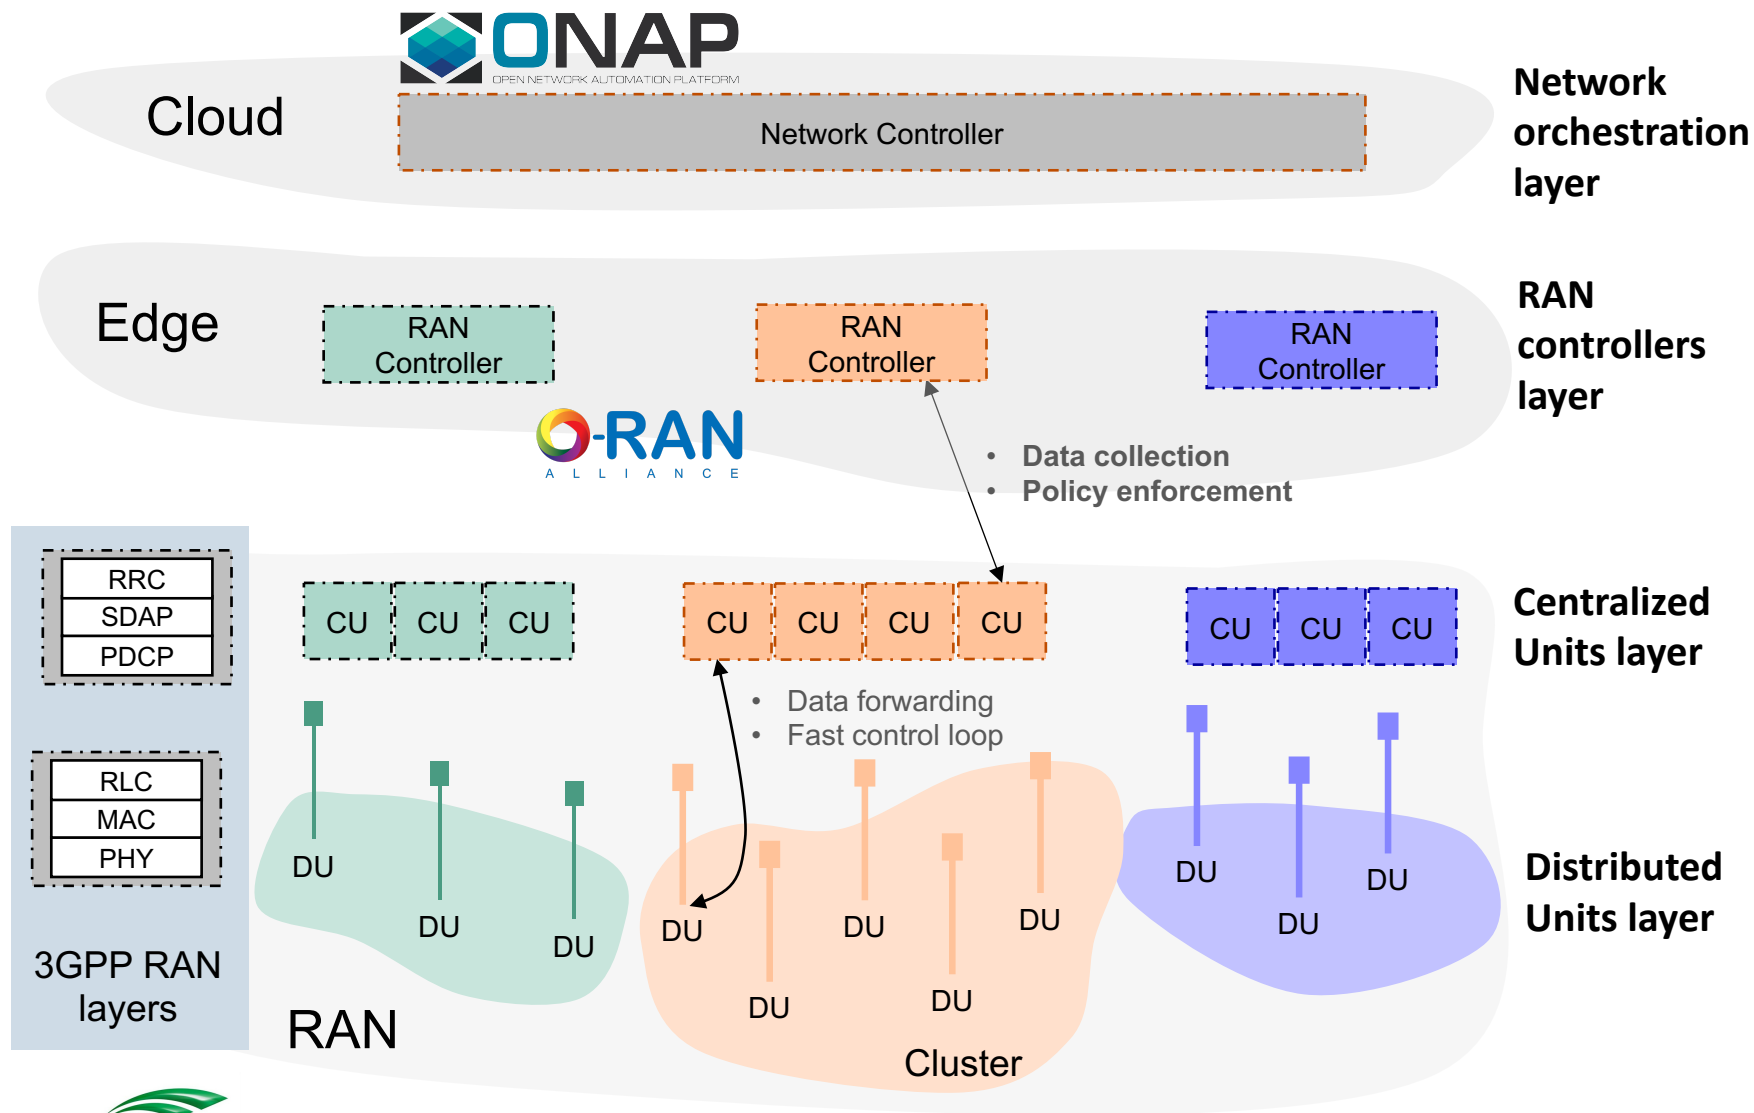 ONAP
OPEN NETWORK AUTOMATION PLATFORM
Cloud
Network Controller
Network
orchestration
layer
Edge
RAN
Controller
RAN
Controller
RAN
Controller
RAN
controllers
layer
O-RAN
ALLIANCE
• Data collection
• Policy enforcement
RRC
SDAP
PDCP
CU CU CU
CU CU CU CU
CU CU CU
Centralized
Units layer
• Data forwarding
• Fast control loop
RLC
MAC
PHY
DU
DU
DU
DU
DU
DU
DU
DU
DU
DU
DU
Distributed
Units layer
3GPP RAN
layers
RAN
Cluster